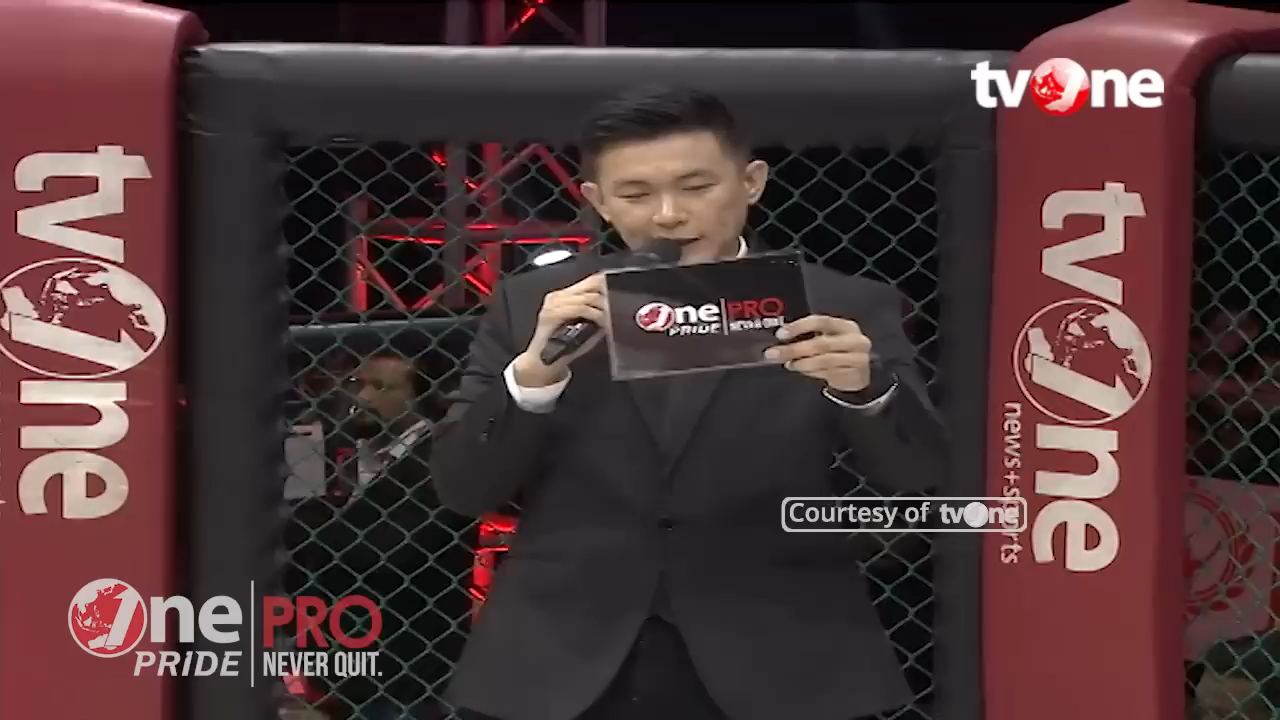 tvOne
tvOne
tvOne
news+sports
One PRIDE
PRO
NEVER QUIT.
Courtesy of tvOne
One PRIDE
PRO
NEVER QUIT.